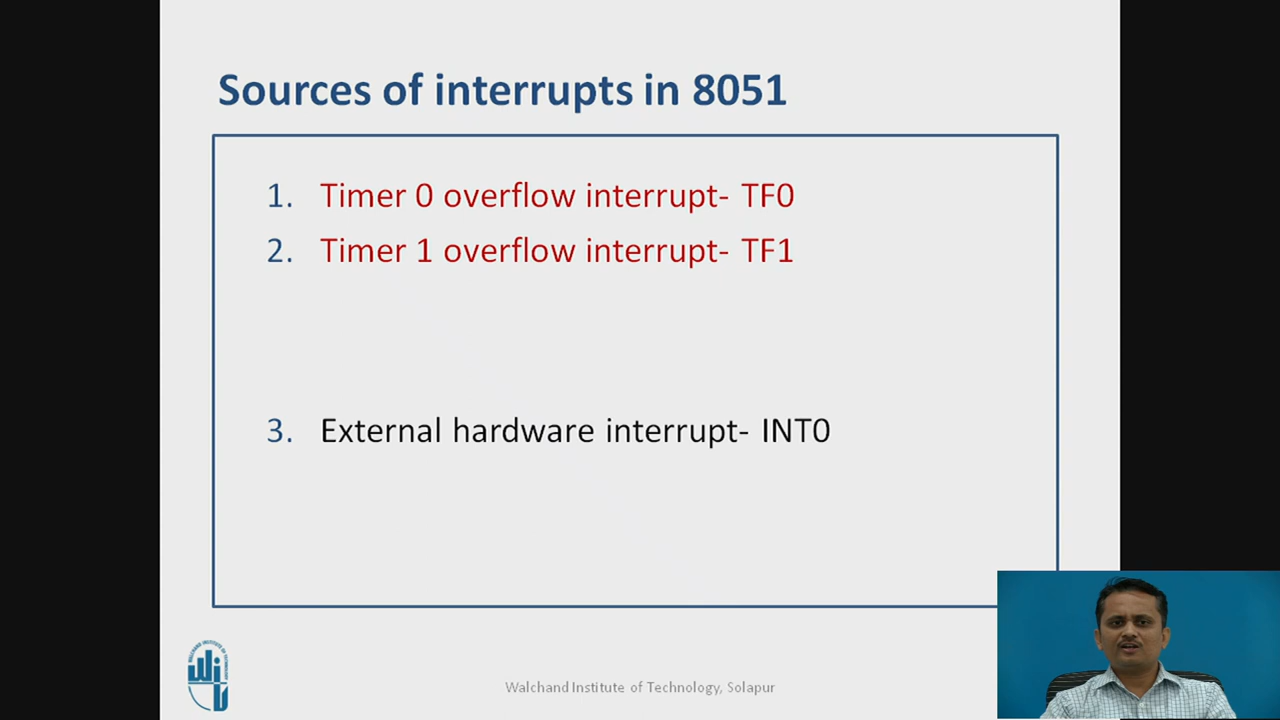 Sources of interrupts in 8051
1. Timer 0 overflow interrupt- TF0
2. Timer 1 overflow interrupt- TF1
3. External hardware interrupt- INT0
Walchand Institute of Technology, Solapur